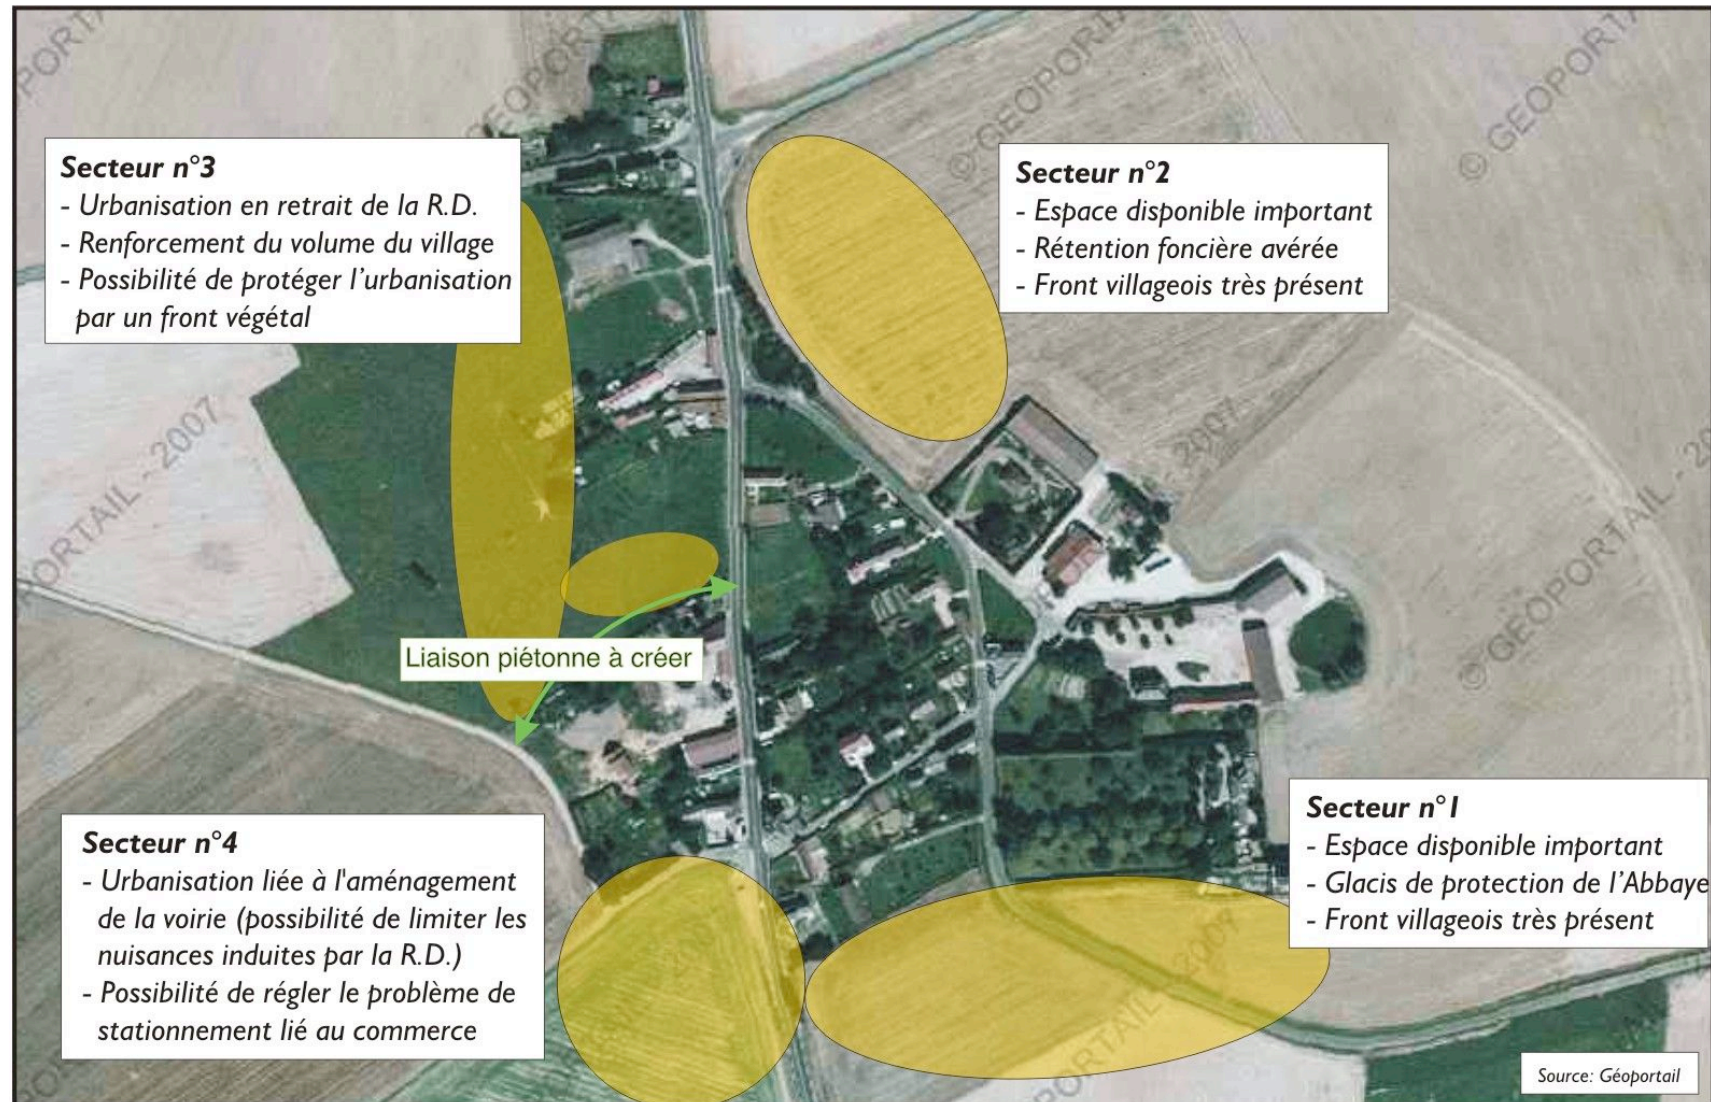 Secteur n°3
- Urbanisation en retrait de la R.D.
- Renforcement du volume du village
- Possibilité de protéger l'urbanisation
par un front végétal
Secteur n°2
- Espace disponible important
- Rétention foncière avérée
- Front villageois très présent
Liaison piétonne à créer
Secteur n°4
- Urbanisation liée à l'aménagement
de la voirie (possibilité de limiter les
nuisances induites par la R.D.)
- Possibilité de régler le problème de
stationnement lié au commerce
Secteur n°1
- Espace disponible important
- Glacis de protection de l'Abbaye
- Front villageois très présent
Source: Géoportail
© GEOPORTAIL - 2007